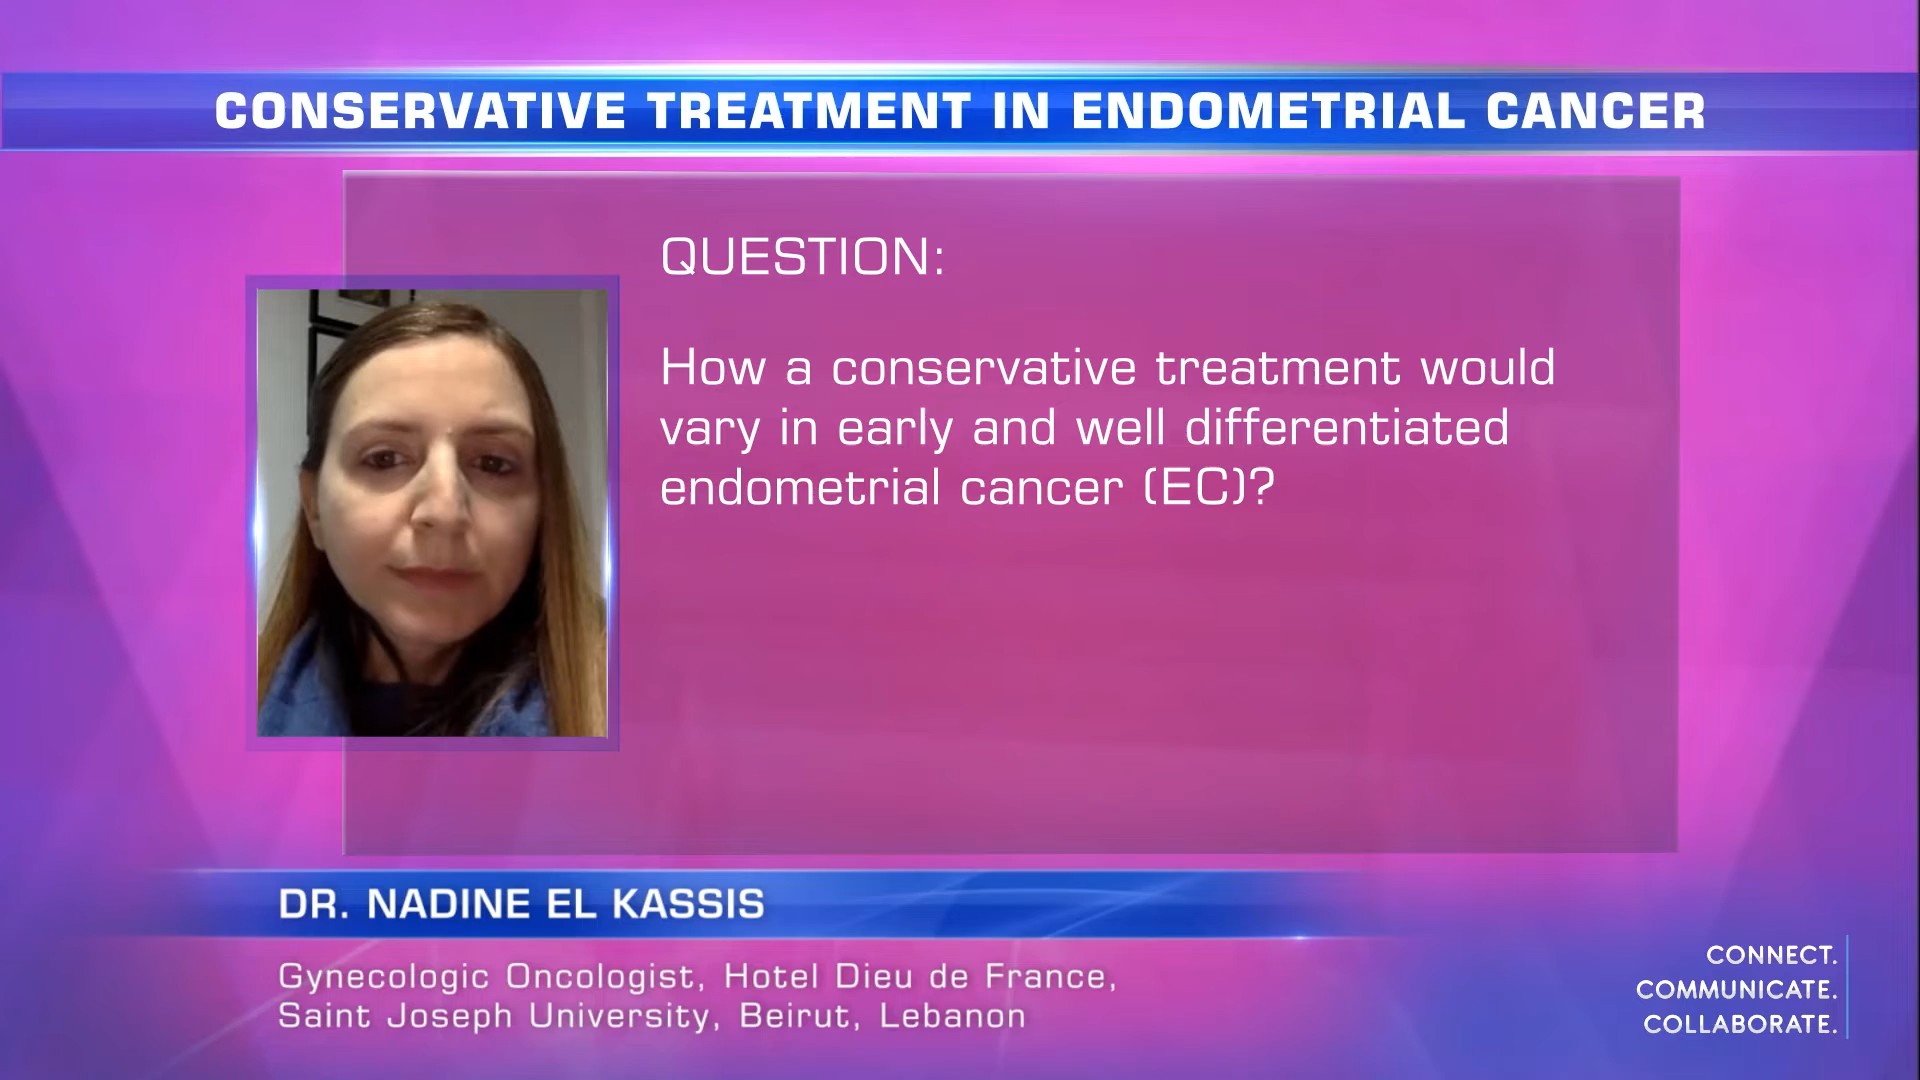 CONSERVATIVE TREATMENT IN ENDOMETRIAL CANCER
QUESTION:
How a conservative treatment would
vary in early and well differentiated
endometrial cancer (EC)?
DR. NADINE EL KASSIS
Gynecologic Oncologist, Hotel Dieu de France,
Saint Joseph University, Beirut, Lebanon
CONNECT.
COMMUNICATE.
COLLABORATE.